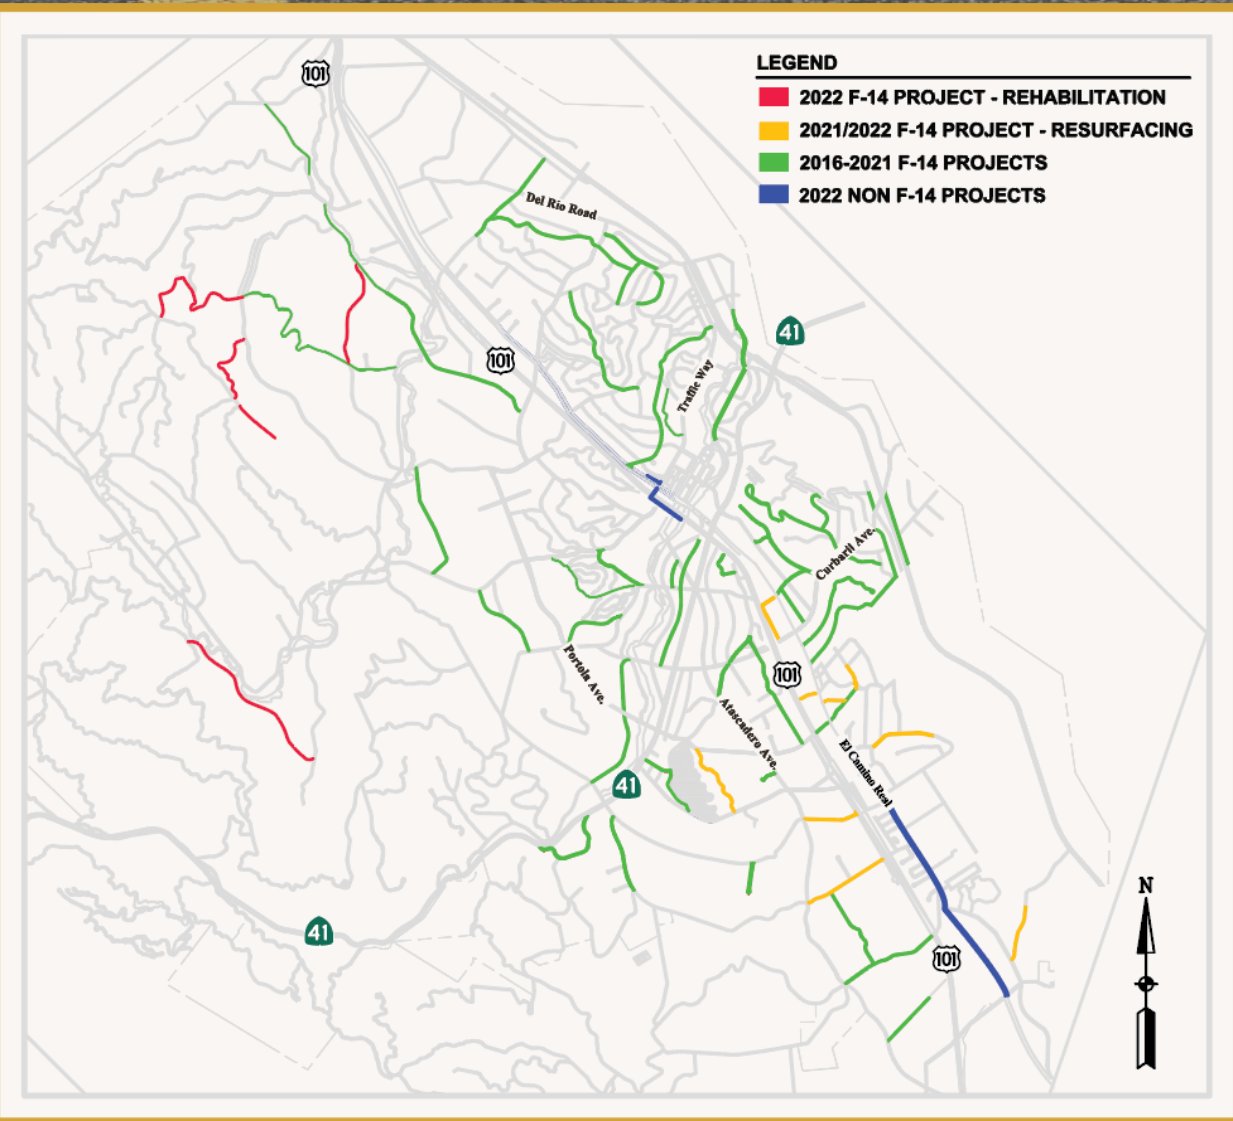 101
LEGEND
2022 F-14 PROJECT - REHABILITATION
2021/2022 F-14 PROJECT - RESURFACING
2016-2021 F-14 PROJECTS
2022 NON F-14 PROJECTS
Del Rio Road
41
101
Traffic Way
Curbaril Ave.
Portola Ave.
101
Atascadero Ave.
El Camino Real
41
N
41
101